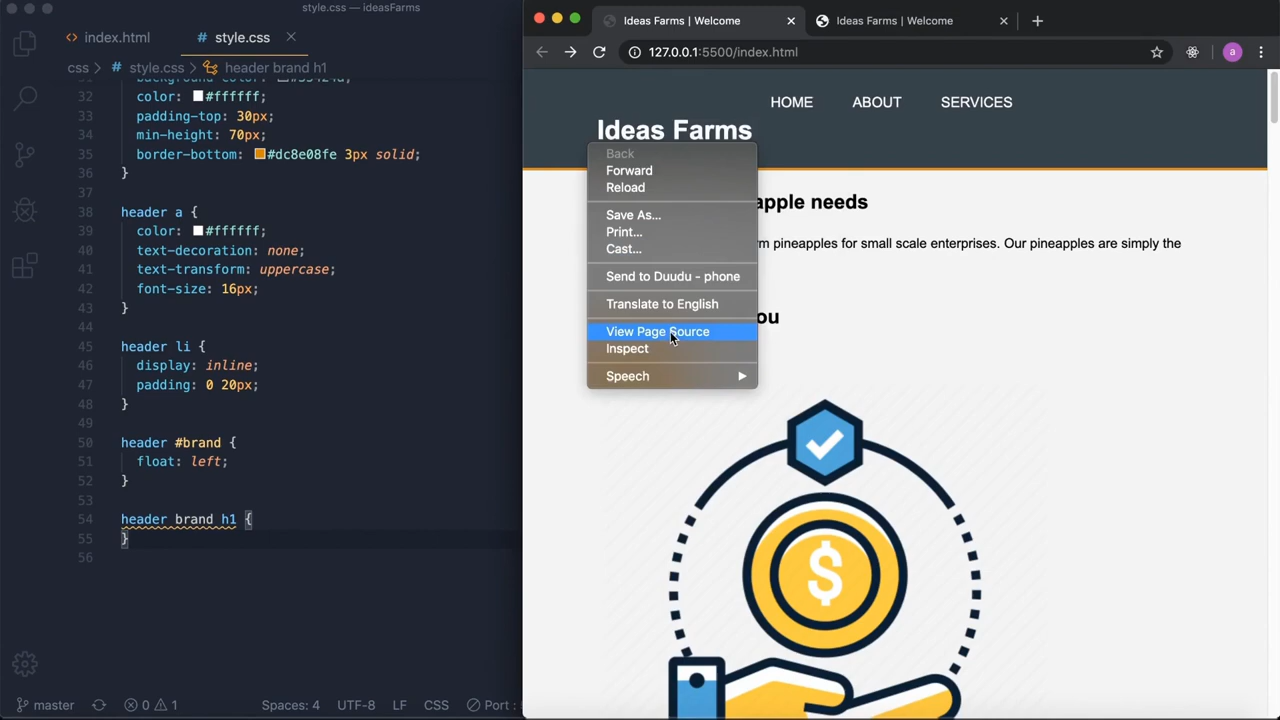 style.css — ideasFarms
index.html
# style.css
css > # style.css > header brand h1
32 color: #ffffff;
33 padding-top: 30px;
34 min-height: 70px;
35 border-bottom: #dc8e08fe 3px solid;
36 }
37
38 header a {
39 color: #ffffff;
40 text-decoration: none;
41 text-transform: uppercase;
42 font-size: 16px;
43 }
44
45 header li {
46 display: inline;
47 padding: 0 20px;
48 }
49
50 header #brand {
51 float: left;
52 }
53
54 header brand h1 {
55 }
56
master 0 1 Spaces: 4 UTF-8 LF CSS Port :
Ideas Farms | Welcome
Ideas Farms | Welcome
127.0.0.1:5500/index.html
a
HOME ABOUT SERVICES
Ideas Farms
Back
Forward
Reload
Save As...
Print...
Cast...
Send to Duudu - phone
Translate to English
View Page Source
Inspect
Speech
apple needs
pineapples for small scale enterprises. Our pineapples are simply the
ou
$